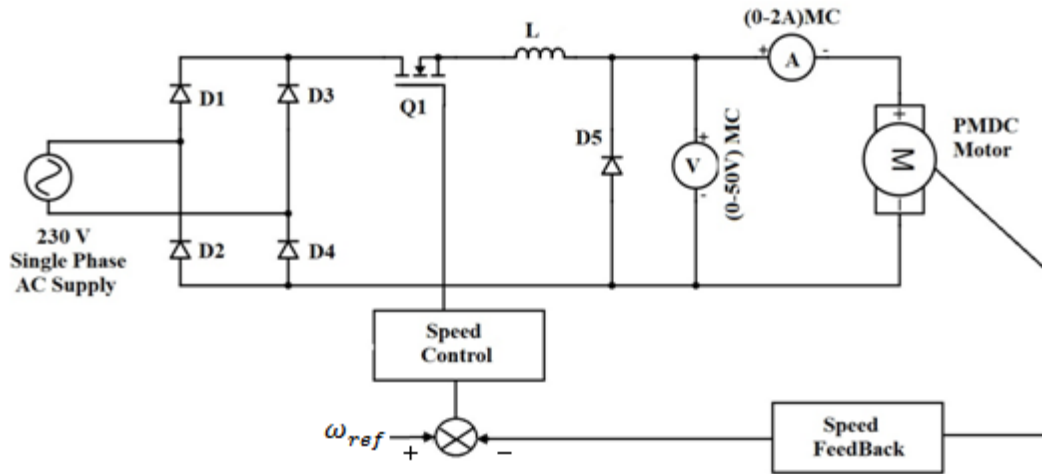 (0-2A)MC
L
+ A -
D1
D3
Q1
D5
+
V
-
(0-50V) MC
+
M
PMDC
Motor
230 V
Single Phase
AC Supply
D2
D4
Speed
Control
ω_ref
+
-
Speed
FeedBack